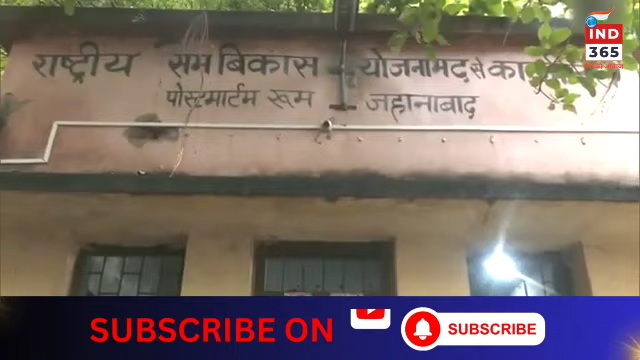 IND
365
राष्ट्रीय सम विकास योजनामद से
पोस्टमार्टम रूम जहानाबाद
SUBSCRIBE ON
SUBSCRIBE